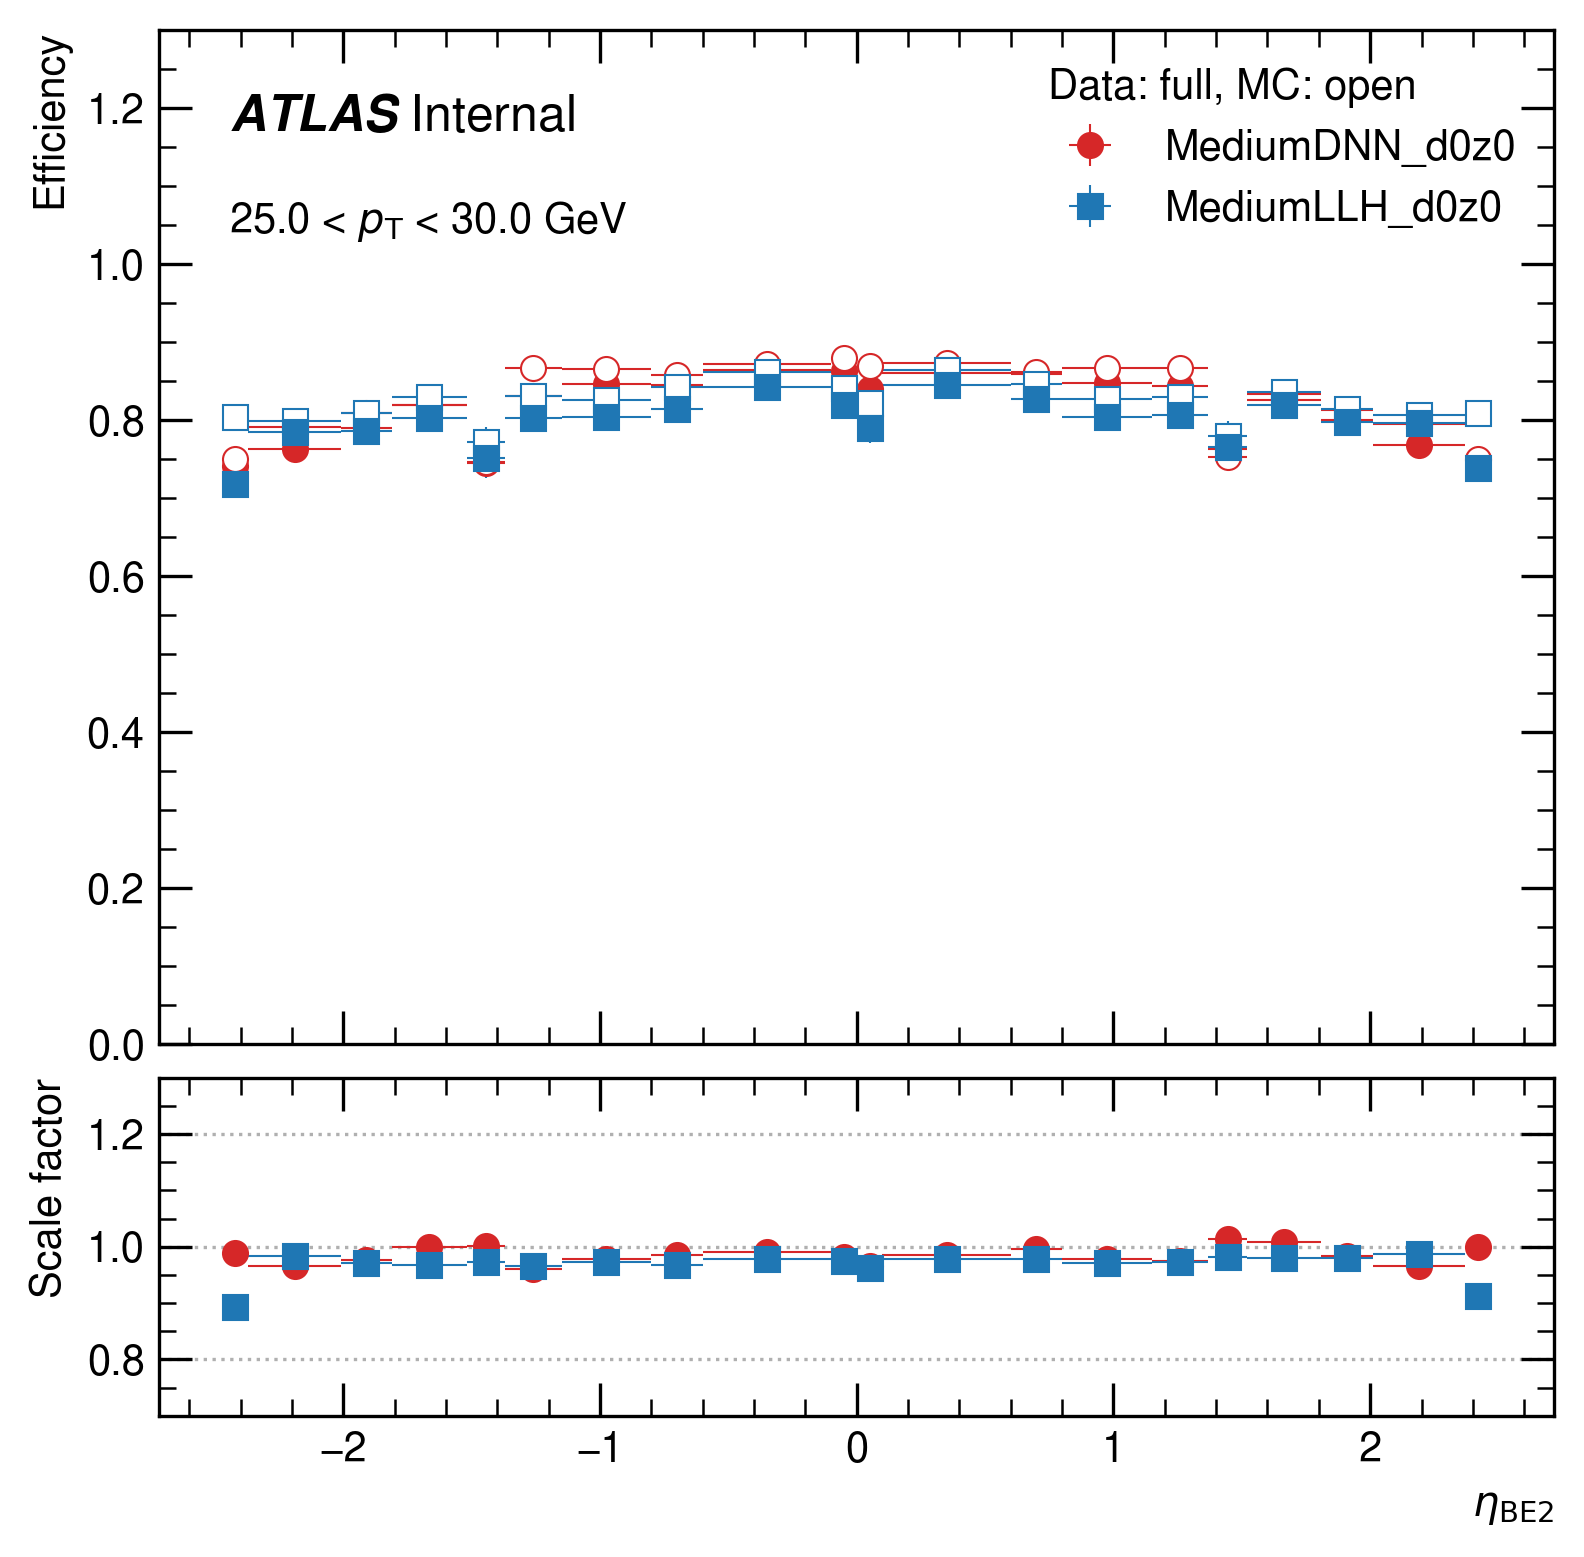 Efficiency
1.2
1.0
0.8
0.6
0.4
0.2
0.0
ATLAS Internal
25.0 < pT < 30.0 GeV
Data: full, MC: open
MediumDNN_d0z0
MediumLLH_d0z0
Scale factor
1.2
1.0
0.8
−2 −1 0 1 2
ηBE2